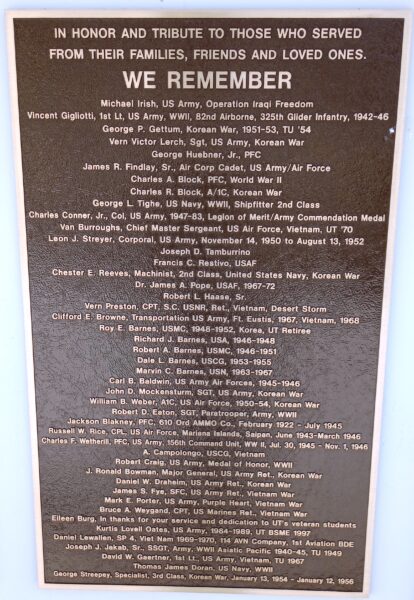 IN HONOR AND TRIBUTE TO THOSE WHO SERVED
FROM THEIR FAMILIES, FRIENDS AND LOVED ONES.
WE REMEMBER
Michael Irish, US Army, Operation Iraqi Freedom
Vincent Gigliotti, 1st Lt, US Army, WWII, 82nd Airborne, 325th Glider Infantry, 1942-46
George P. Gettum, Korean War, 1951-53, TU '54
Vern Victor Lerch, Sgt, US Army, Korean War
George Huebner, Jr., PFC
James R. Findlay, Sr., Air Corp Cadet, US Army/Air Force
Charles A. Block, PFC, World War II
Charles R. Block, A/1C, Korean War
George L. Tighe, US Navy, WWII, Shipfitter 2nd Class
Charles Conner, Jr., Col, US Army, 1947-83, Legion of Merit/Army Commendation Medal
Van Burroughs, Chief Master Sergeant, US Air Force, Vietnam, UT '70
Leon J. Streyer, Corporal, US Army, November 14, 1950 to August 13, 1952
Joseph D. Tamburrino
Francis C. Restivo, USAF
Chester E. Reeves, Machinist, 2nd Class, United States Navy, Korean War
Dr. James A. Pope, USAF, 1967-72
Robert L. Haase, Sr.
Vern Preston, CPT, S.C. USNR, Ret., Vietnam, Desert Storm
Clifford E. Browne, Transportation US Army, Ft. Eustis, 1967, Vietnam, 1968
Roy E. Barnes, USMC, 1948-1952, Korea, UT Retiree
Richard J. Barnes, USA, 1946-1948
Robert A. Barnes, USMC, 1946-1951
Dale L. Barnes, USCG, 1953-1955
Marvin C. Barnes, USN, 1963-1967
Carl B. Baldwin, US Army Air Forces, 1945-1946
John D. Mockensturm, SGT, US Army, Korean War
William B. Weber, A1C, US Air Force, 1950-54, Korean War
Robert D. Eaton, SGT, Paratrooper, Army, WWII
Jackson Blakney, PFC, 610 Ord AMMO Co., February 1922 - July 1945
Russell W. Rice, CPL, US Air Force, Mariana Islands, Saipan, June 1943-March 1946
Charles F. Wetherill, PFC, US Army, 156th Command Unit, WW II, Jul. 30, 1945 - Nov. 1, 1946
A. Campolongo, USCG, Vietnam
Robert Craig, US Army, Medal of Honor, WWII
J. Ronald Bowman, Major General, US Army Ret., Korean War
Daniel W. Draheim, US Army Ret., Korean War
James S. Fye, SFC, US Army Ret., Vietnam War
Mark E. Porter, US Army, Purple Heart, Vietnam War
Bruce A. Weygand, CPT, US Marines Ret., Vietnam War
Eileen Burg, In thanks for your service and dedication to UT's veteran students
Kurtis Lovell Oates, US Army, 1984-1989, UT BSME 1997
Daniel Lewallen, SP 4, Viet Nam 1969-1970, 114 AVN Company, 1st Aviation BDE
Joseph J. Jakab, Sr., SSGT, Army, WWII Asiatic Pacific 1940-45, TU 1949
David W. Gaertner, 1st Lt., US Army, Vietnam, TU 1967
Thomas James Doran, US Navy, WWII
George Streepey, Specialist, 3rd Class, Korean War, January 13, 1954 - January 12, 1956